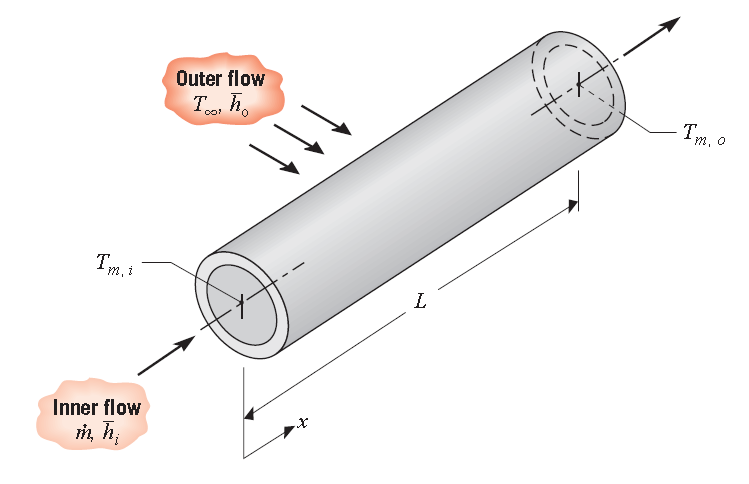 Outer flow
T∞, h̅o
Tm, o
Tm, i
L
Inner flow
ṁ, h̅i
x